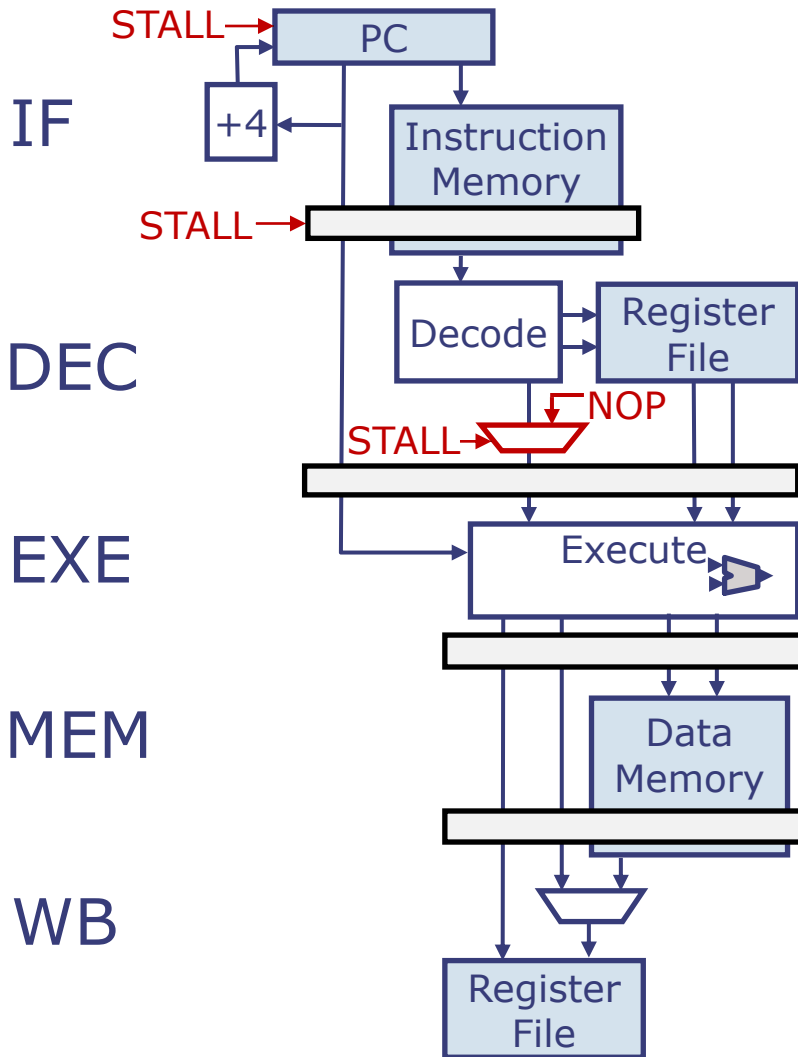 STALL
PC
IF
+4
Instruction
Memory
STALL
DEC
Decode
Register
File
NOP
STALL
EXE
Execute
MEM
Data
Memory
WB
Register
File